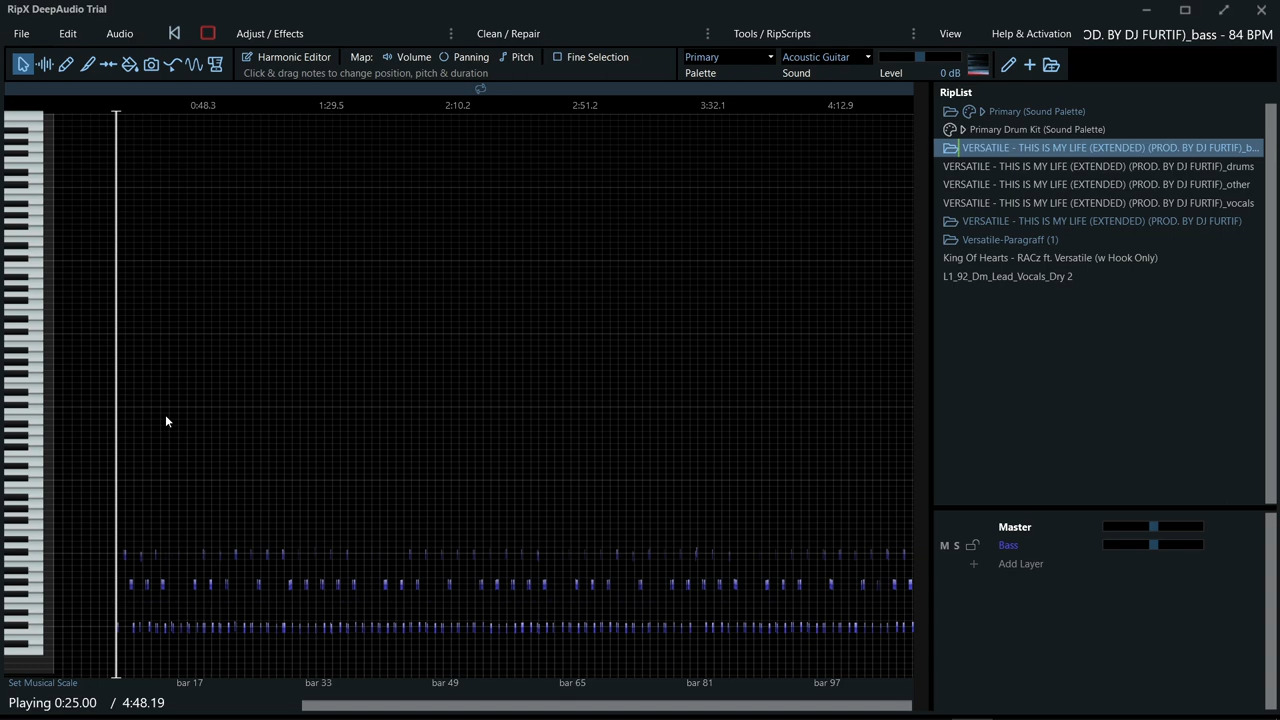 RipX DeepAudio Trial
File Edit Audio Adjust / Effects Clean / Repair Tools / RipScripts View Help & Activation OD. BY DJ FURTIF)_bass - 84 BPM
Harmonic Editor Map: Volume Panning Pitch Fine Selection Primary Acoustic Guitar
Click & drag notes to change position, pitch & duration Palette Sound Level 0 dB
RipList
0:48.3 1:29.5 2:10.2 2:51.2 3:32.1 4:12.9
Primary (Sound Palette)
Primary Drum Kit (Sound Palette)
VERSATILE - THIS IS MY LIFE (EXTENDED) (PROD. BY DJ FURTIF)_b...
VERSATILE - THIS IS MY LIFE (EXTENDED) (PROD. BY DJ FURTIF)_drums
VERSATILE - THIS IS MY LIFE (EXTENDED) (PROD. BY DJ FURTIF)_other
VERSATILE - THIS IS MY LIFE (EXTENDED) (PROD. BY DJ FURTIF)_vocals
VERSATILE - THIS IS MY LIFE (EXTENDED) (PROD. BY DJ FURTIF)
Versatile-Paragraff (1)
King Of Hearts - RACz ft. Versatile (w Hook Only)
L1_92_Dm_Lead_Vocals_Dry 2
Master
M S Bass
+ Add Layer
Set Musical Scale bar 17 bar 33 bar 49 bar 65 bar 81 bar 97
Playing 0:25.00 / 4:48.19